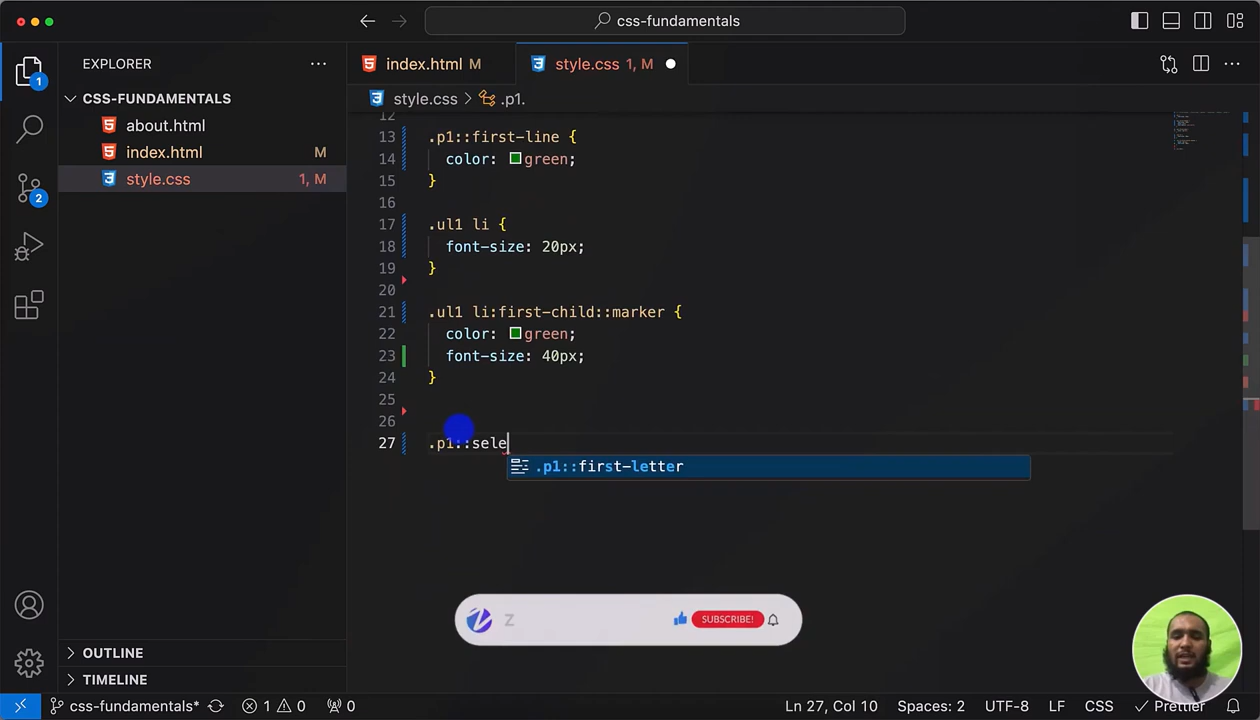 css-fundamentals
EXPLORER
CSS-FUNDAMENTALS
about.html
index.html M
style.css 1, M
OUTLINE
TIMELINE
1
2
index.html M
style.css 1, M
style.css > .p1.
12
13 .p1::first-line {
14 color: green;
15 }
16
17 .ul1 li {
18 font-size: 20px;
19 }
20
21 .ul1 li:first-child::marker {
22 color: green;
23 font-size: 40px;
24 }
25
26
27 .p1::sele
.p1::first-letter
Z
SUBSCRIBE!
css-fundamentals* 1 0 0 Ln 27, Col 10 Spaces: 2 UTF-8 LF CSS Prettier